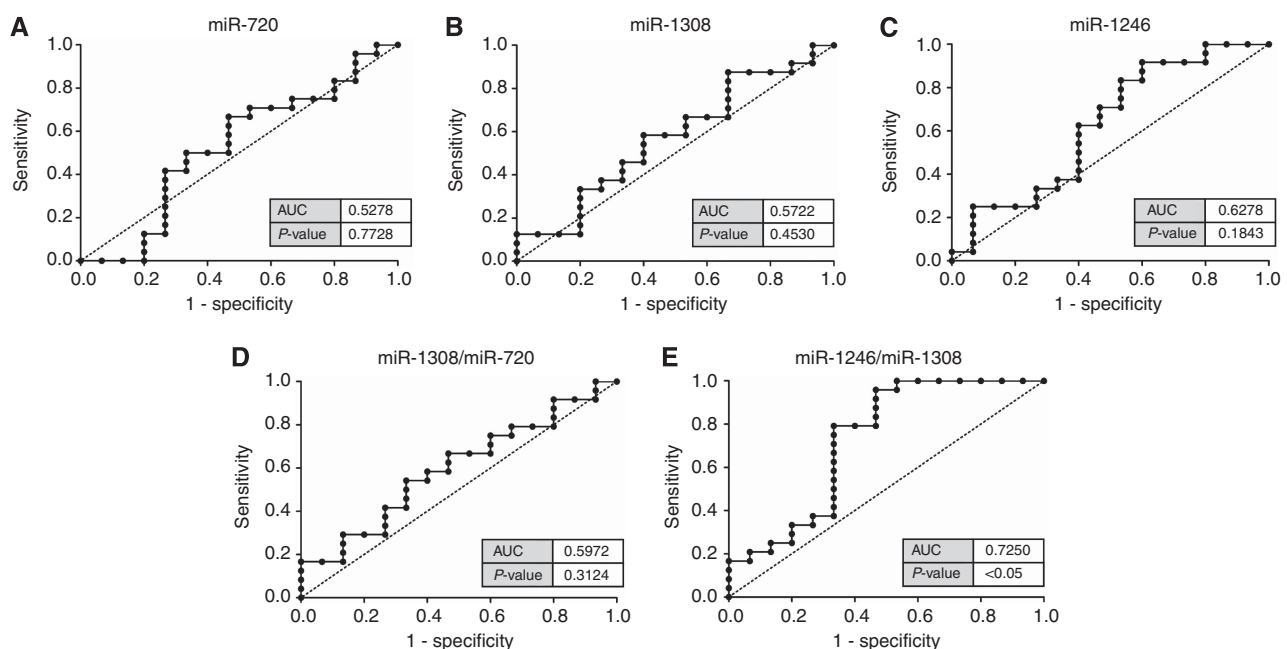 A
miR-720
1.0
0.8
0.6
0.4
0.2
0.0
Sensitivity
0.0 0.2 0.4 0.6 0.8 1.0
1 - specificity
AUC 0.5278
P-value 0.7728
B
miR-1308
1.0
0.8
0.6
0.4
0.2
0.0
Sensitivity
0.0 0.2 0.4 0.6 0.8 1.0
1 - specificity
AUC 0.5722
P-value 0.4530
C
miR-1246
1.0
0.8
0.6
0.4
0.2
0.0
Sensitivity
0.0 0.2 0.4 0.6 0.8 1.0
1 - specificity
AUC 0.6278
P-value 0.1843
D
miR-1308/miR-720
1.0
0.8
0.6
0.4
0.2
0.0
Sensitivity
0.0 0.2 0.4 0.6 0.8 1.0
1 - specificity
AUC 0.5972
P-value 0.3124
E
miR-1246/miR-1308
1.0
0.8
0.6
0.4
0.2
0.0
Sensitivity
0.0 0.2 0.4 0.6 0.8 1.0
1 - specificity
AUC 0.7250
P-value <0.05